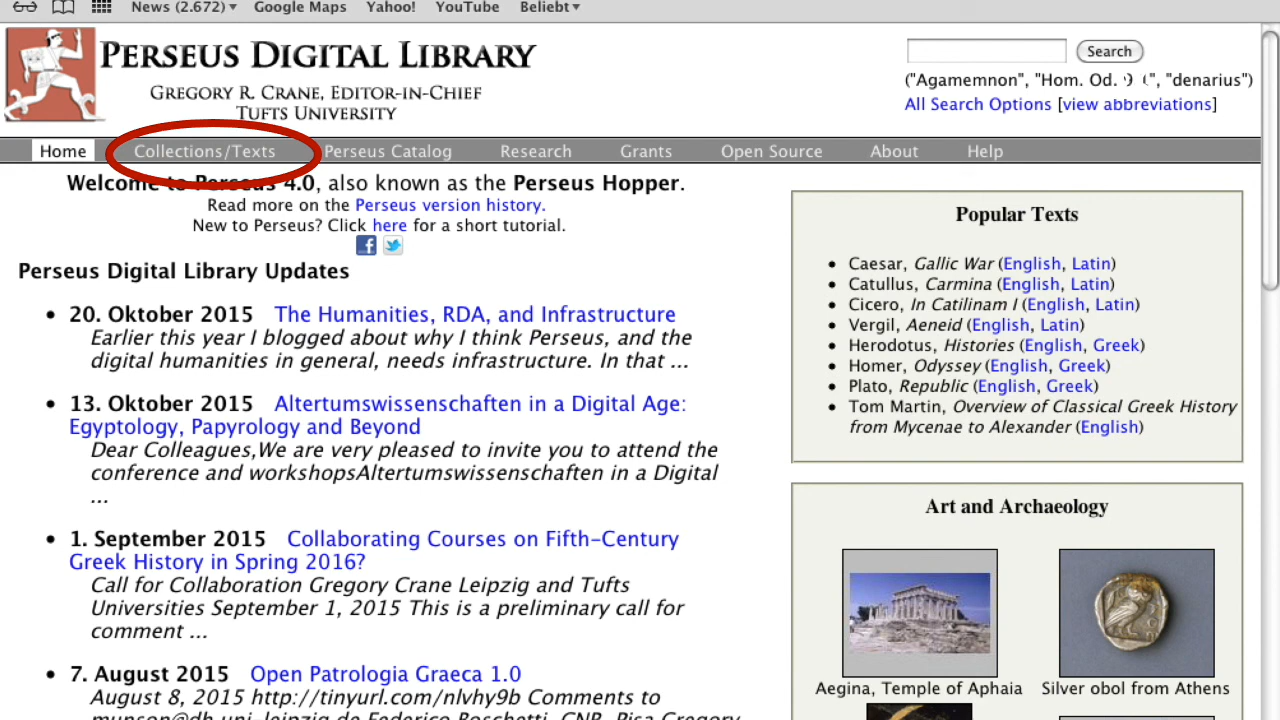 News (2.672) Google Maps Yahoo! YouTube Beliebt
PERSEUS DIGITAL LIBRARY
GREGORY R. CRANE, EDITOR-IN-CHIEF
TUFTS UNIVERSITY
Search
("Agamemnon", "Hom. Od. 9 (", "denarius")
All Search Options [view abbreviations]
Home Collections/Texts Perseus Catalog Research Grants Open Source About Help
Welcome to Perseus 4.0, also known as the Perseus Hopper.
Read more on the Perseus version history.
New to Perseus? Click here for a short tutorial.
Perseus Digital Library Updates
20. Oktober 2015 The Humanities, RDA, and Infrastructure
Earlier this year I blogged about why I think Perseus, and the
digital humanities in general, needs infrastructure. In that ...
13. Oktober 2015 Altertumswissenschaften in a Digital Age:
Egyptology, Papyrology and Beyond
Dear Colleagues,We are very pleased to invite you to attend the
conference and workshopsAltertumswissenschaften in a Digital
...
1. September 2015 Collaborating Courses on Fifth-Century
Greek History in Spring 2016?
Call for Collaboration Gregory Crane Leipzig and Tufts
Universities September 1, 2015 This is a preliminary call for
comment ...
7. August 2015 Open Patrologia Graeca 1.0
August 8, 2015 http://tinyurl.com/nlvhy9b Comments to
munson@dh.uni-leipzig.de Federico Boschetti, CNR, Pisa Gregory
Popular Texts
Caesar, Gallic War (English, Latin)
Catullus, Carmina (English, Latin)
Cicero, In Catilinam I (English, Latin)
Vergil, Aeneid (English, Latin)
Herodotus, Histories (English, Greek)
Homer, Odyssey (English, Greek)
Plato, Republic (English, Greek)
Tom Martin, Overview of Classical Greek History
from Mycenae to Alexander (English)
Art and Archaeology
Aegina, Temple of Aphaia
Silver obol from Athens